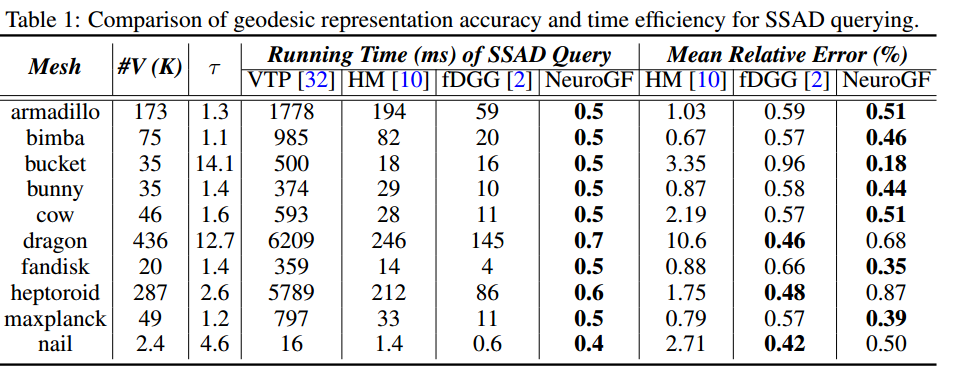 Table 1: Comparison of geodesic representation accuracy and time efficiency for SSAD querying.
Mesh #V (K) τ Running Time (ms) of SSAD Query Mean Relative Error (%)
VTP [32] HM [10] fDGG [2] NeuroGF HM [10] fDGG [2] NeuroGF
armadillo 173 1.3 1778 194 59 0.5 1.03 0.59 0.51
bimba 75 1.1 985 82 20 0.5 0.67 0.57 0.46
bucket 35 14.1 500 18 16 0.5 3.35 0.96 0.18
bunny 35 1.4 374 29 10 0.5 0.87 0.58 0.44
cow 46 1.6 593 28 11 0.5 2.19 0.57 0.51
dragon 436 12.7 6209 246 145 0.7 10.6 0.46 0.68
fandisk 20 1.4 359 14 4 0.5 0.88 0.66 0.35
heptoroid 287 2.6 5789 212 86 0.6 1.75 0.48 0.87
maxplanck 49 1.2 797 33 11 0.5 0.79 0.57 0.39
nail 2.4 4.6 16 1.4 0.6 0.4 2.71 0.42 0.50